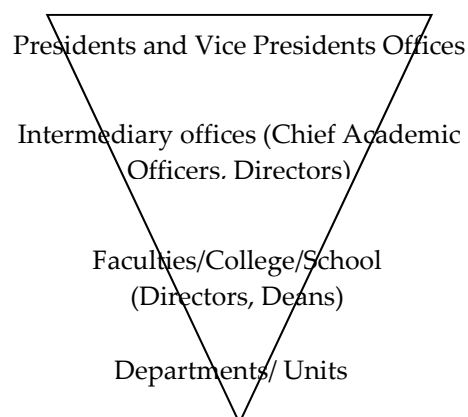 Presidents and Vice Presidents Offices
Intermediary offices (Chief Academic
Officers, Directors)
Faculties/College/School
(Directors, Deans)
Departments/ Units